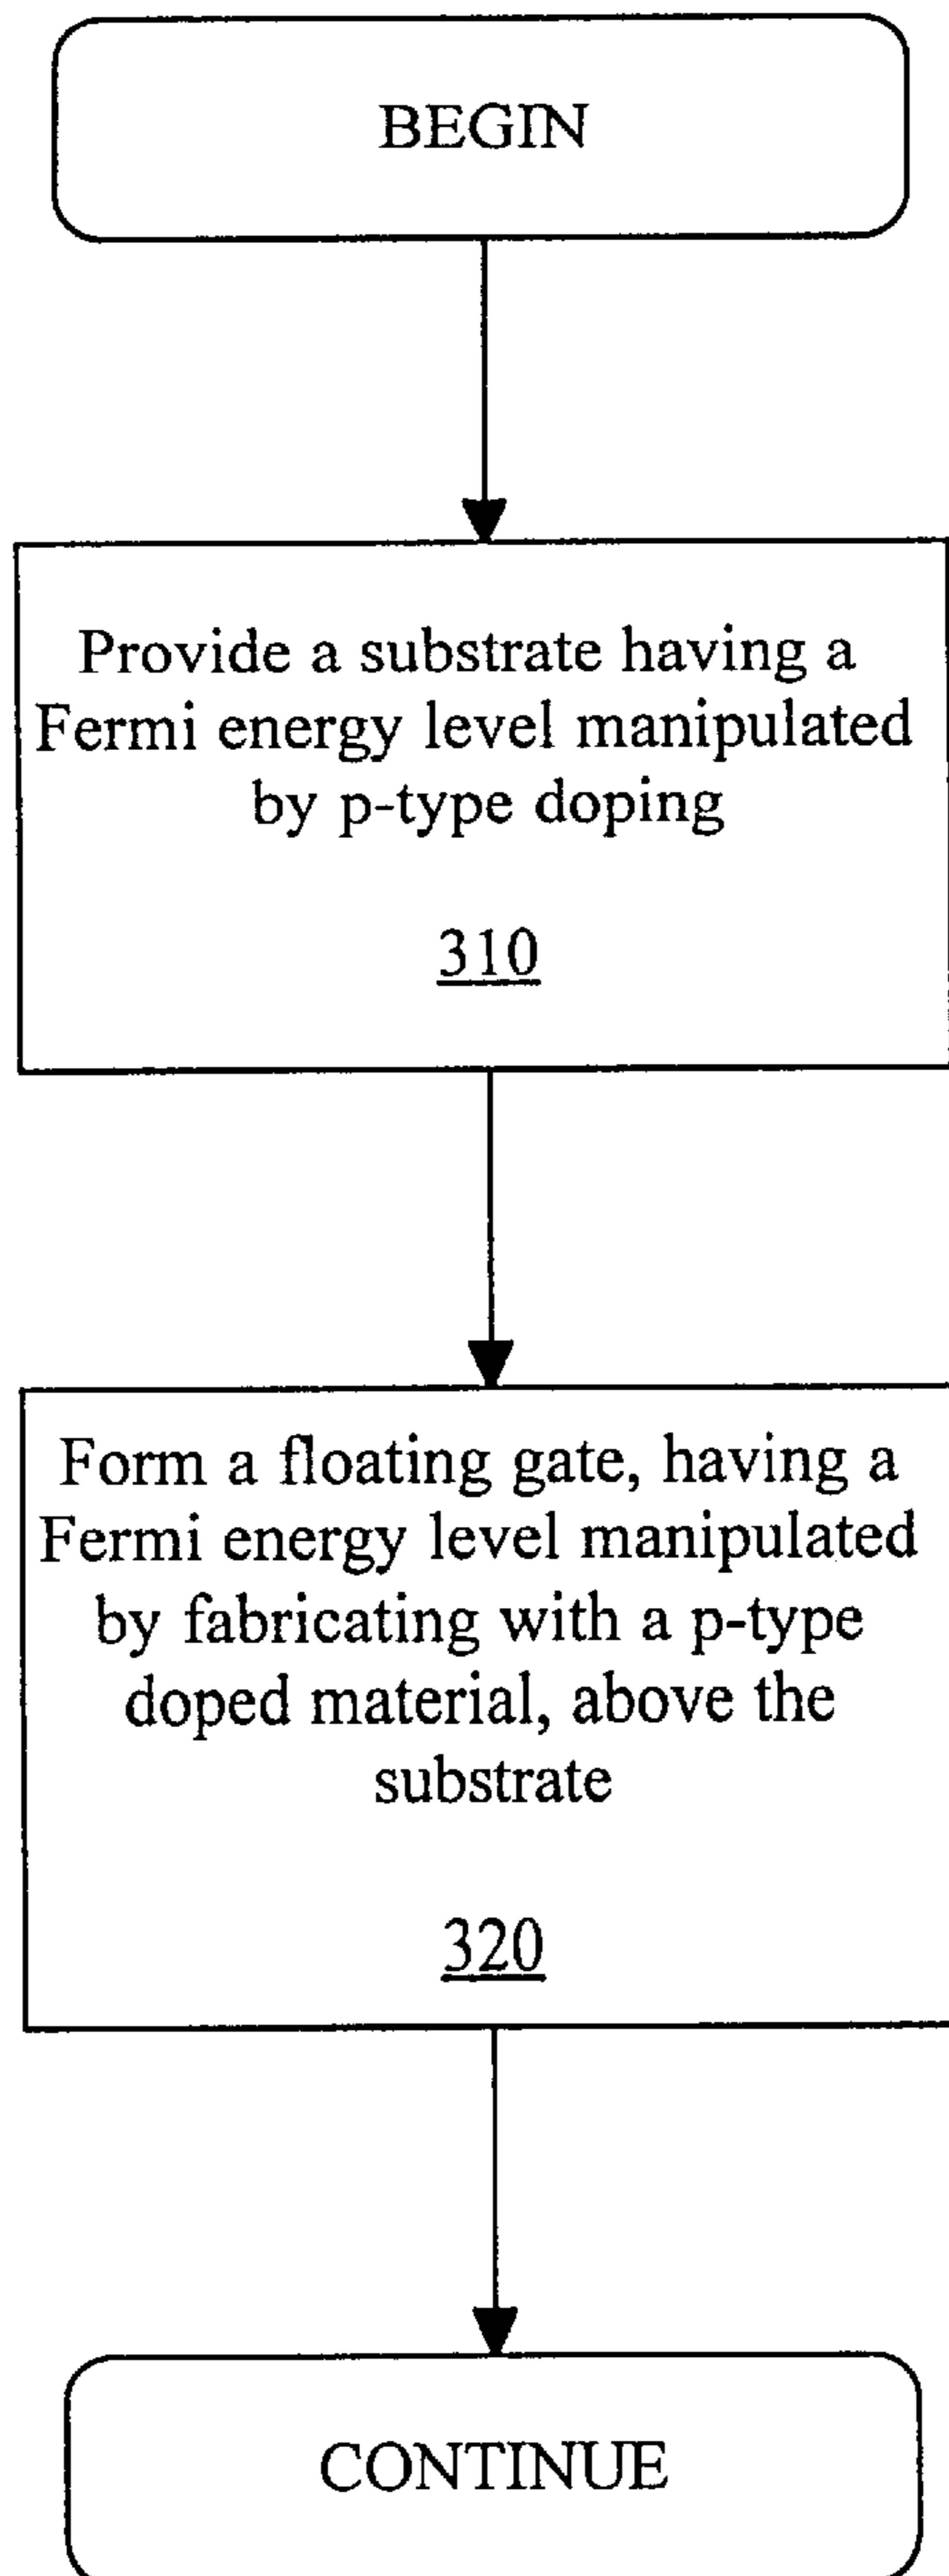 BEGIN
Provide a substrate having a
Fermi energy level manipulated
by p-type doping
310
Form a floating gate, having a
Fermi energy level manipulated
by fabricating with a p-type
doped material, above the
substrate
320
CONTINUE